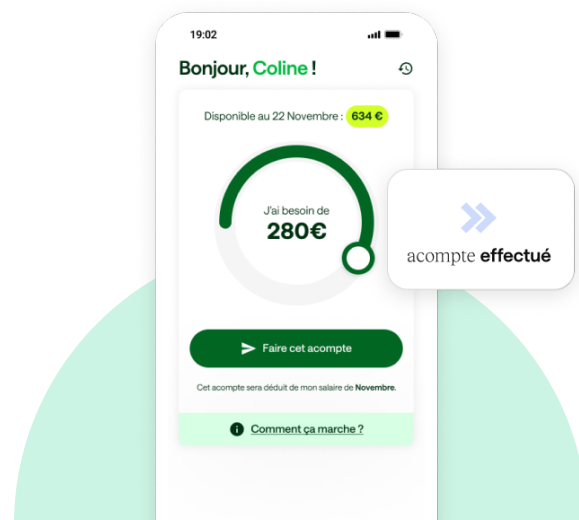 19:02
Bonjour, Coline !
Disponible au 22 Novembre : 634 €
J'ai besoin de
280€
acompte effectué
Faire cet acompte
Cet acompte sera déduit de mon salaire de Novembre.
Comment ça marche ?